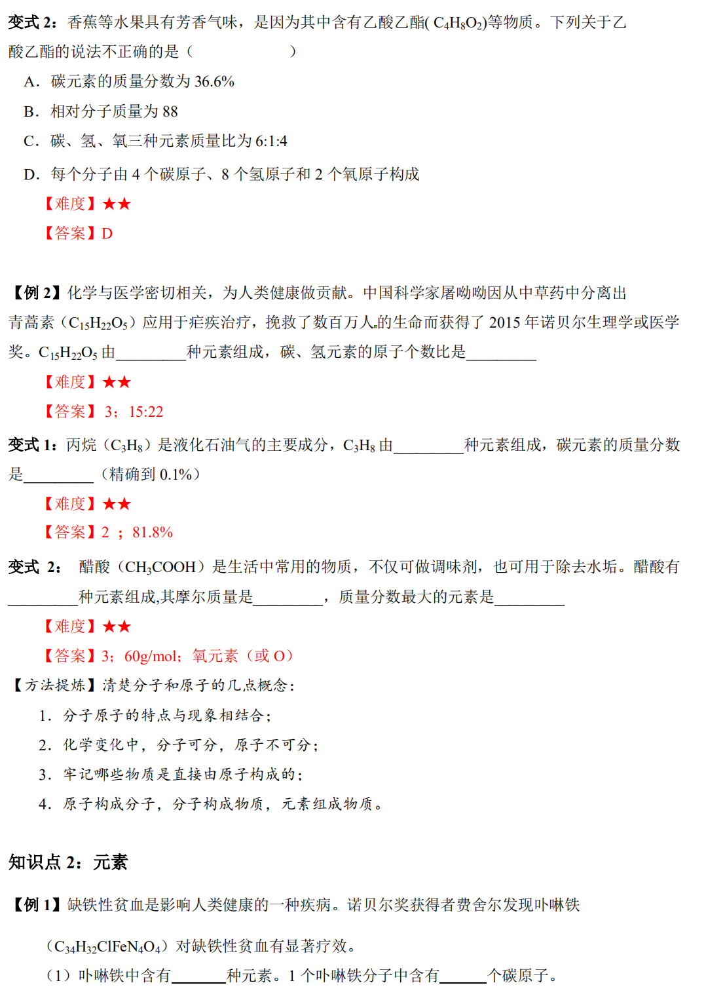 变式 2：香蕉等水果具有芳香气味，是因为其中含有乙酸乙酯( C₄H₈O₂)等物质。下列关于乙
酸乙酯的说法不正确的是（ ）
A．碳元素的质量分数为 36.6%
B．相对分子质量为 88
C．碳、氢、氧三种元素质量比为 6:1:4
D．每个分子由 4 个碳原子、8 个氢原子和 2 个氧原子构成
【难度】★★
【答案】D
【例 2】化学与医学密切相关，为人类健康做贡献。中国科学家屠呦呦因从中草药中分离出
青蒿素（C₁₅H₂₂O₅）应用于疟疾治疗，挽救了数百万人的生命而获得了 2015 年诺贝尔生理学或医学
奖。C₁₅H₂₂O₅ 由_________种元素组成，碳、氢元素的原子个数比是_________
【难度】★★
【答案】3；15:22
变式 1：丙烷（C₃H₈）是液化石油气的主要成分，C₃H₈ 由_________种元素组成，碳元素的质量分数
是_________（精确到 0.1%）
【难度】★★
【答案】2 ；81.8%
变式 2： 醋酸（CH₃COOH）是生活中常用的物质，不仅可做调味剂，也可用于除去水垢。醋酸有
_________种元素组成,其摩尔质量是_________，质量分数最大的元素是_________
【难度】★★
【答案】3；60g/mol；氧元素（或 O）
【方法提炼】清楚分子和原子的几点概念：
1．分子原子的特点与现象相结合；
2．化学变化中，分子可分，原子不可分；
3．牢记哪些物质是直接由原子构成的；
4．原子构成分子，分子构成物质，元素组成物质。
知识点 2：元素
【例 1】缺铁性贫血是影响人类健康的一种疾病。诺贝尔奖获得者费舍尔发现卟啉铁
（C₃₄H₃₂ClFeN₄O₄）对缺铁性贫血有显著疗效。
（1）卟啉铁中含有_______种元素。1 个卟啉铁分子中含有______个碳原子。